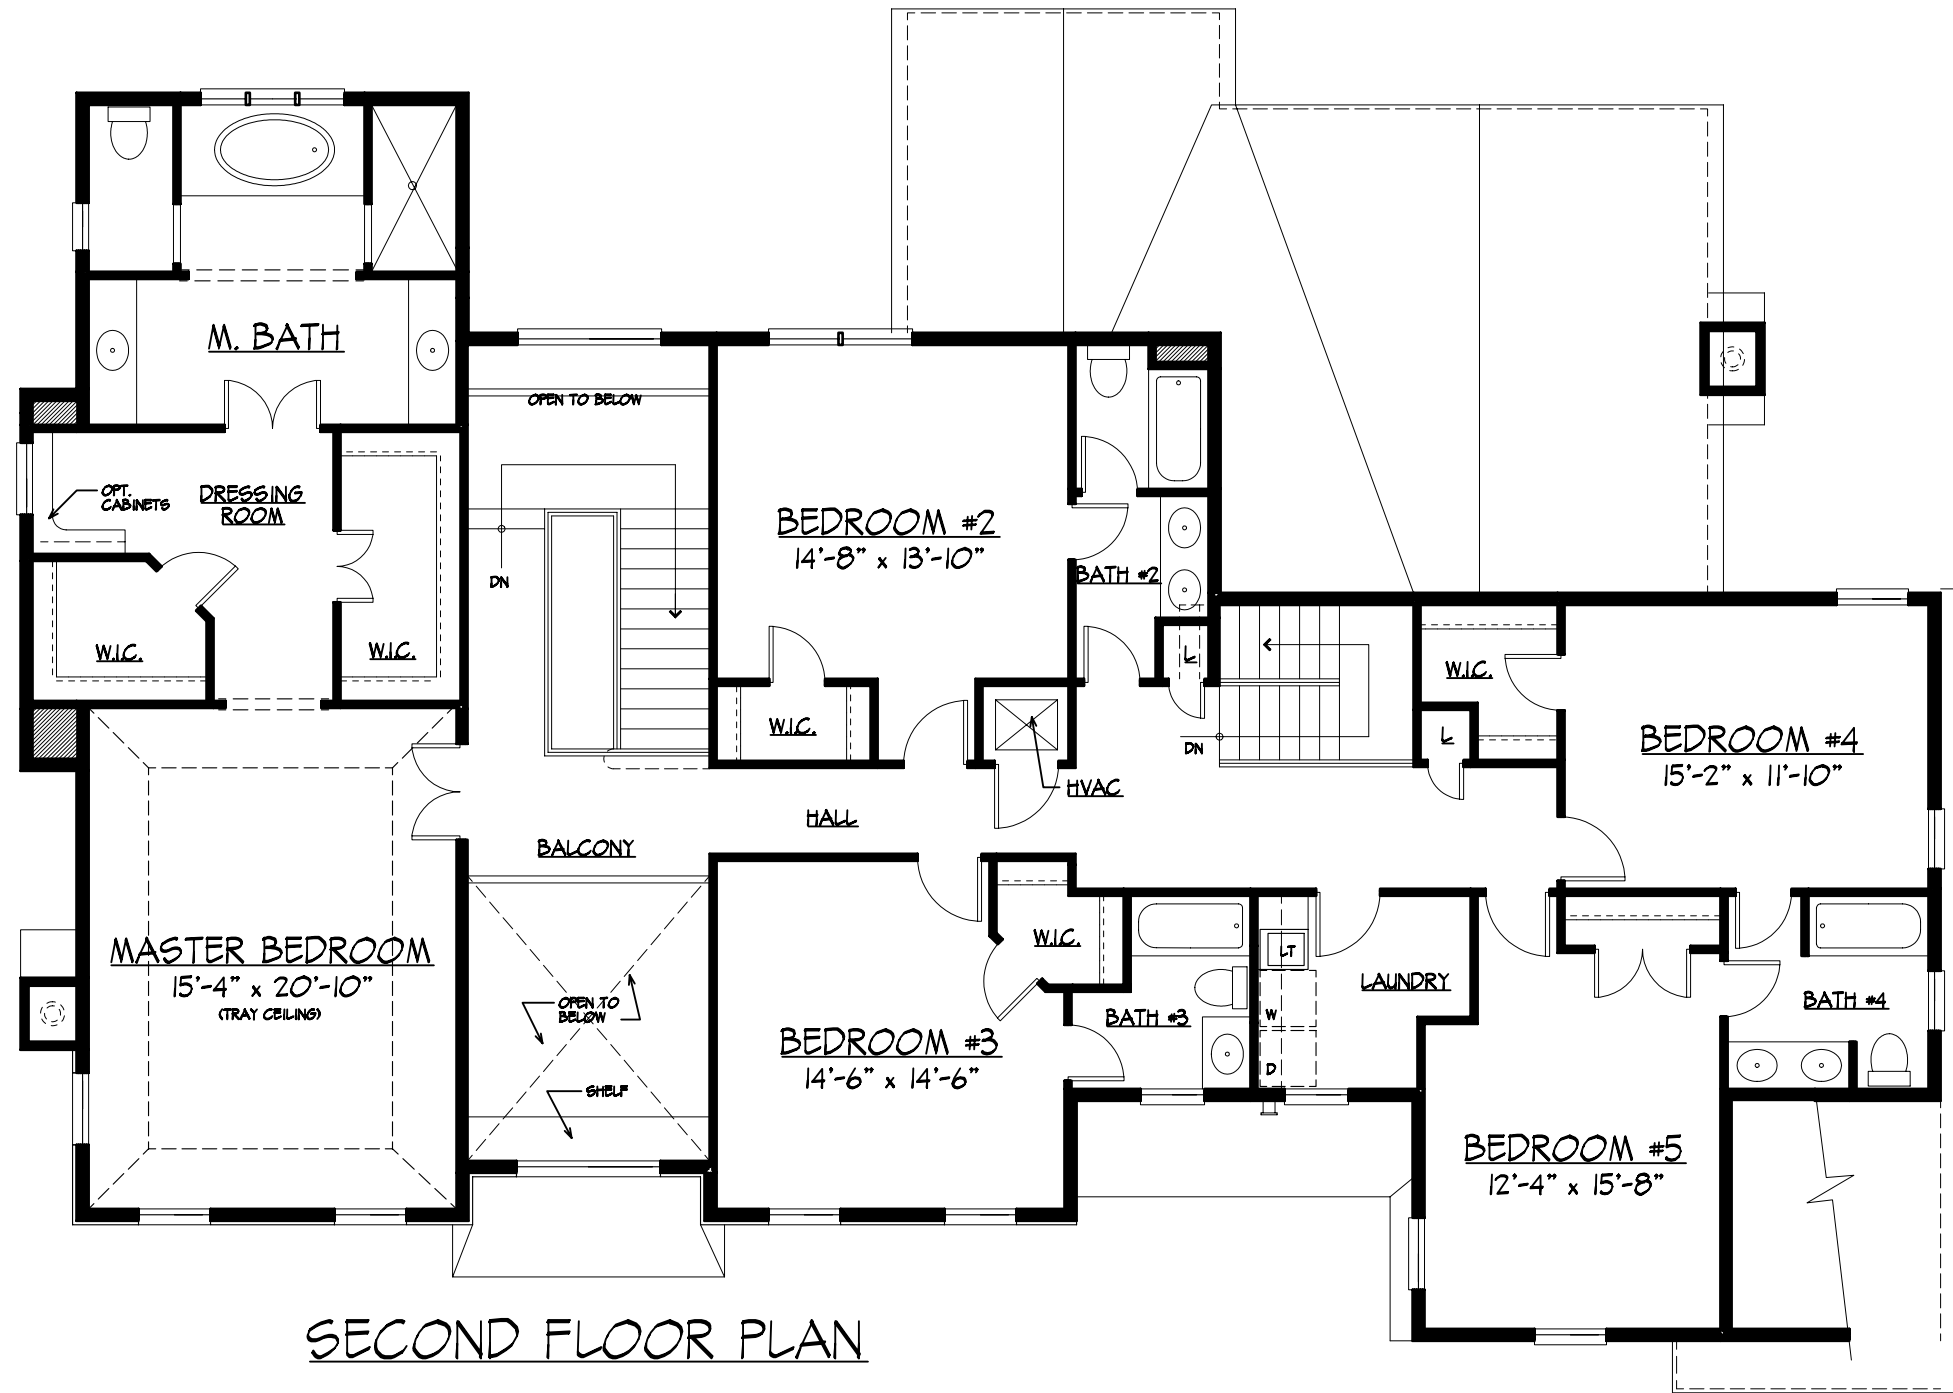 M. BATH
OPEN TO BELOW
OPT.
CABINETS
DRESSING
ROOM
W.I.C.
W.I.C.
DN
BEDROOM #2
14'-8" x 13'-10"
BATH #2
L
W.I.C.
HVAC
DN
W.I.C.
L
BEDROOM #4
15'-2" x 11'-10"
HALL
BALCONY
MASTER BEDROOM
15'-4" x 20'-10"
(TRAY CEILING)
OPEN TO
BELOW
SHELF
W.I.C.
BEDROOM #3
14'-6" x 14'-6"
BATH #3
LT
W
D
LAUNDRY
BATH #4
BEDROOM #5
12'-4" x 15'-8"
SECOND FLOOR PLAN